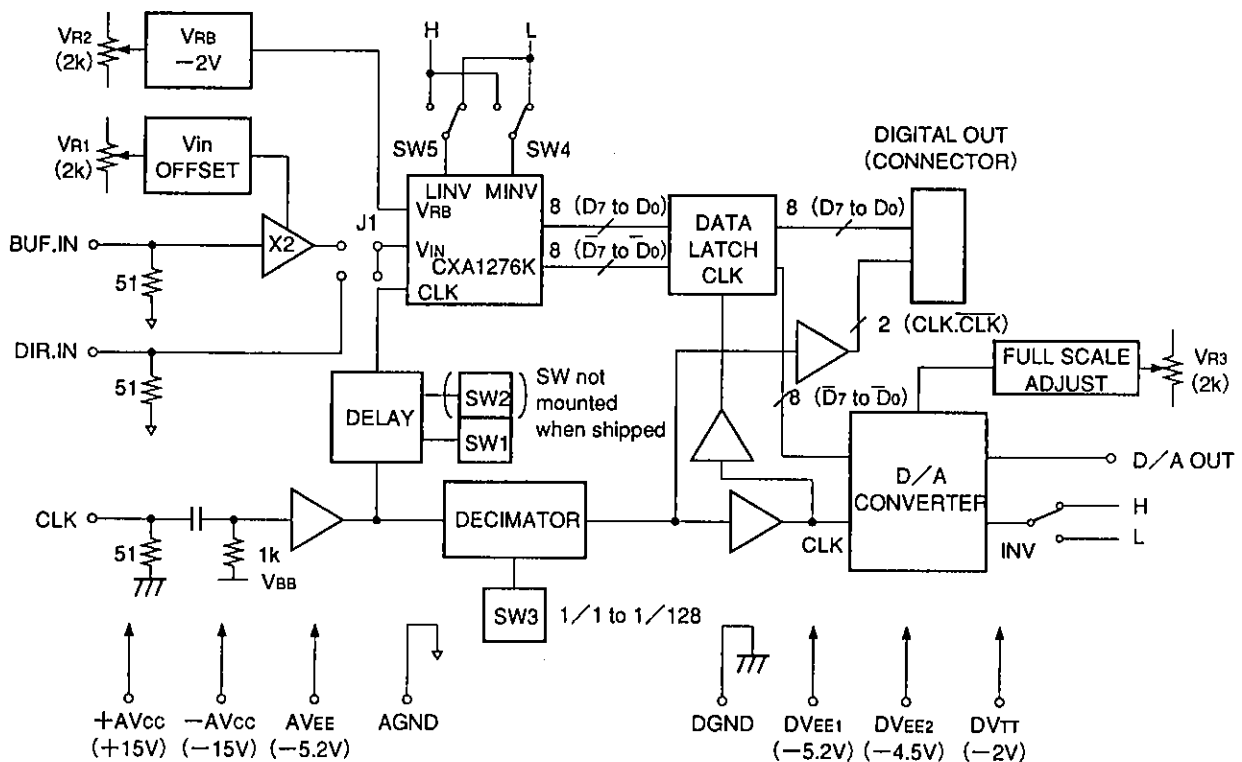 VR2
(2k)
VRB
−2V
H
L
VR1
(2k)
Vin
OFFSET
SW5
SW4
DIGITAL OUT
(CONNECTOR)
LINV
MINV
VRB
VIN
CXA1276K
CLK
J1
8 (D7 to D0)
8 (D̅7 to D̅0)
DATA
LATCH
CLK
8 (D7 to D0)
BUF.IN
X2
51
DIR.IN
51
2 (CLK.C̅L̅K̅)
FULL SCALE
ADJUST
VR3
(2k)
DELAY
SW2
SW1
(SW not
mounted
when shipped)
8 (D̅7 to D̅0)
D/A
CONVERTER
D/A OUT
CLK
51
1k
VBB
DECIMATOR
CLK
INV
H
L
SW3
1/1 to 1/128
+AVCC
(+15V)
−AVCC
(−15V)
AVEE
(−5.2V)
AGND
DGND
DVEE1
(−5.2V)
DVEE2
(−4.5V)
DVTT
(−2V)